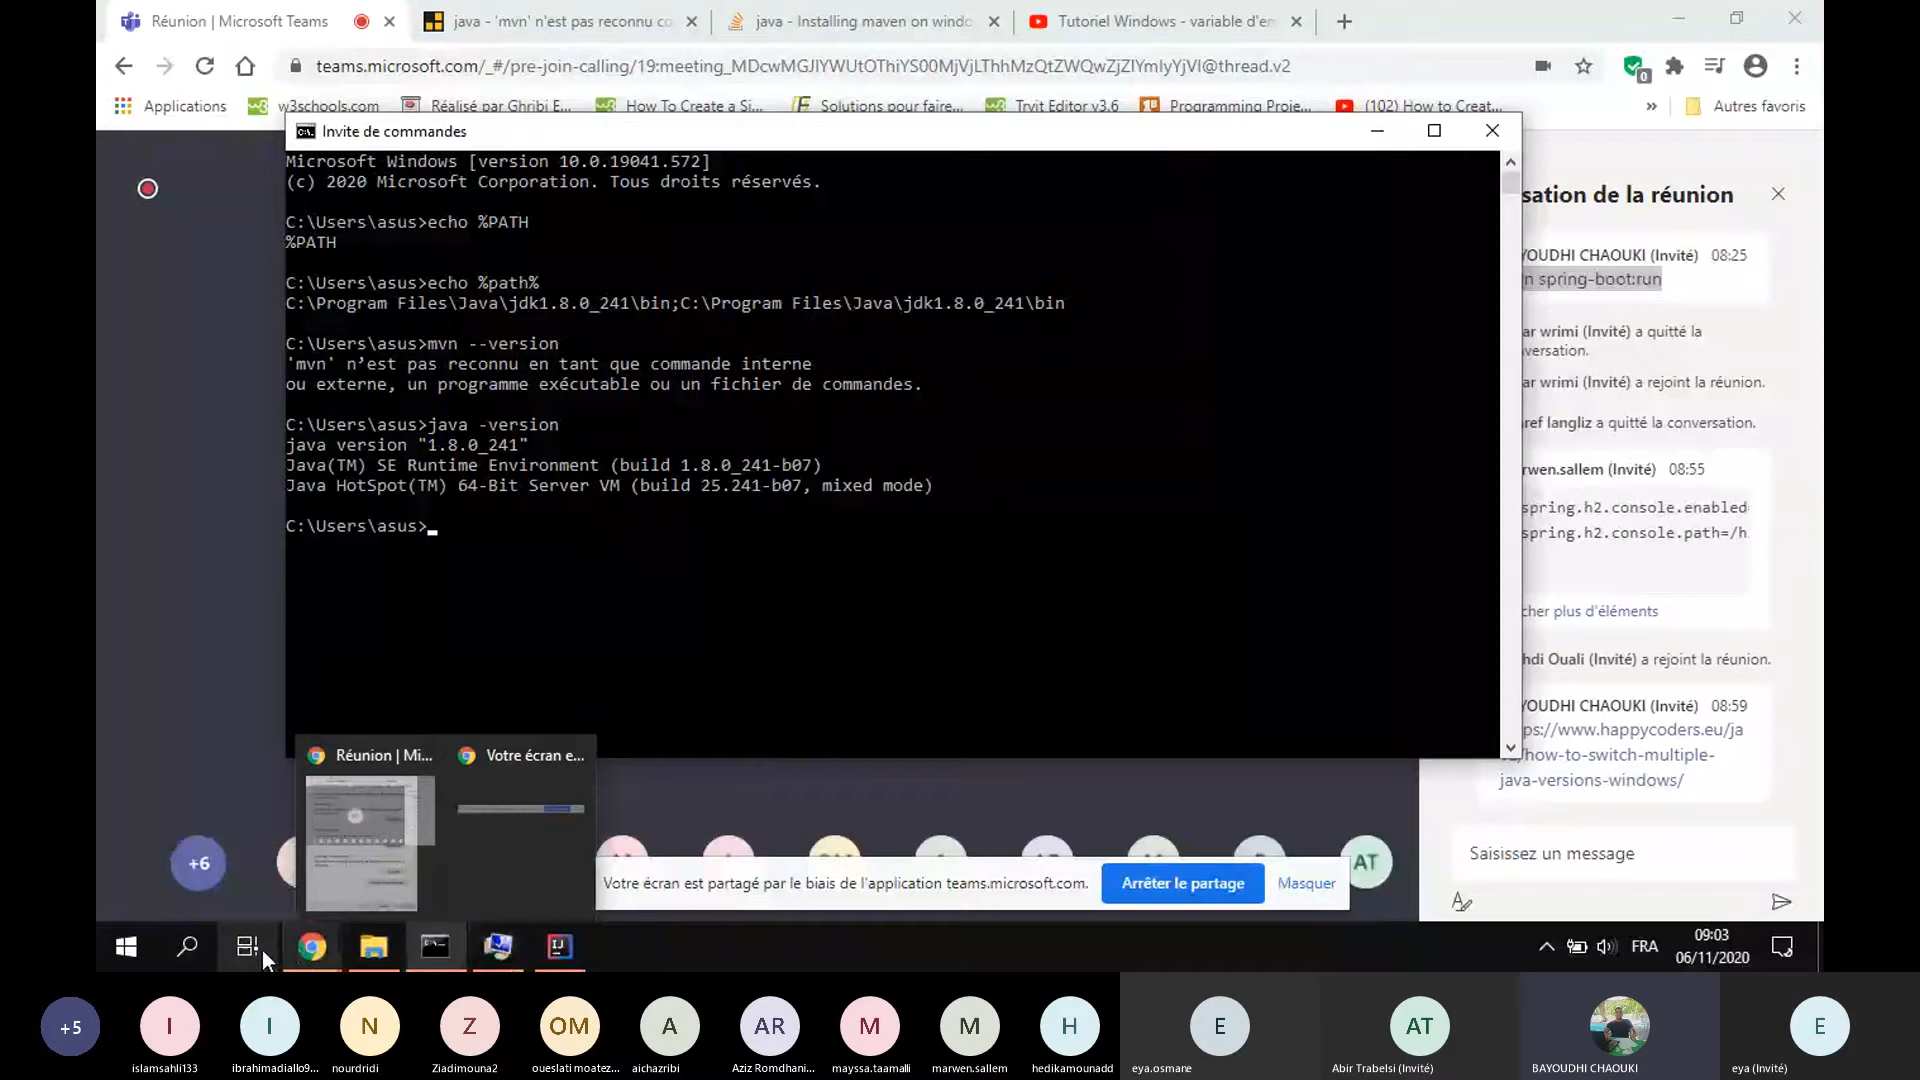 Réunion | Microsoft Teams
java - 'mvn' n'est pas reconnu co
java - Installing maven on windo
Tutoriel Windows - variable d'en
teams.microsoft.com/_#/pre-join-calling/19:meeting_MDcwMGJlYWUtOThiYS00MjVjLThhMzQtZWQwZjZlYmIyYjVl@thread.v2
0
Applications
w3schools.com
Réalisé par Ghribi E...
How To Create a Si...
Solutions pour faire...
Tryit Editor v3.6
Programming Proje...
(102) How to Creat...
»
Autres favoris
Invite de commandes
Microsoft Windows [version 10.0.19041.572]
(c) 2020 Microsoft Corporation. Tous droits réservés.
C:\Users\asus>echo %PATH
%PATH
C:\Users\asus>echo %path%
C:\Program Files\Java\jdk1.8.0_241\bin;C:\Program Files\Java\jdk1.8.0_241\bin
C:\Users\asus>mvn --version
'mvn' n’est pas reconnu en tant que commande interne
ou externe, un programme exécutable ou un fichier de commandes.
C:\Users\asus>java -version
java version "1.8.0_241"
Java(TM) SE Runtime Environment (build 1.8.0_241-b07)
Java HotSpot(TM) 64-Bit Server VM (build 25.241-b07, mixed mode)
C:\Users\asus>
sation de la réunion
YOUDHI CHAOUKI (Invité) 08:25
n spring-boot:run
ar wrimi (Invité) a quitté la
versation.
ar wrimi (Invité) a rejoint la réunion.
ref langliz a quitté la conversation.
rwen.sallem (Invité) 08:55
spring.h2.console.enabled
spring.h2.console.path=/h
cher plus d'éléments
hdi Ouali (Invité) a rejoint la réunion.
YOUDHI CHAOUKI (Invité) 08:59
ps://www.happycoders.eu/ja
/how-to-switch-multiple-
java-versions-windows/
Saisissez un message
Réunion | Mi...
Votre écran e...
+6
AT
Votre écran est partagé par le biais de l'application teams.microsoft.com.
Arrêter le partage
Masquer
FRA
09:03
06/11/2020
+5
I
I
N
Z
OM
A
AR
M
M
H
E
AT
E
islamsahli133
ibrahimadiallo9...
nourdridi
Ziadimouna2
oueslati moatez...
aichazribi
Aziz Romdhani...
mayssa.taamalli
marwen.sallem
hedikamounadd
eya.osmane
Abir Trabelsi (Invité)
BAYOUDHI CHAOUKI
eya (Invité)